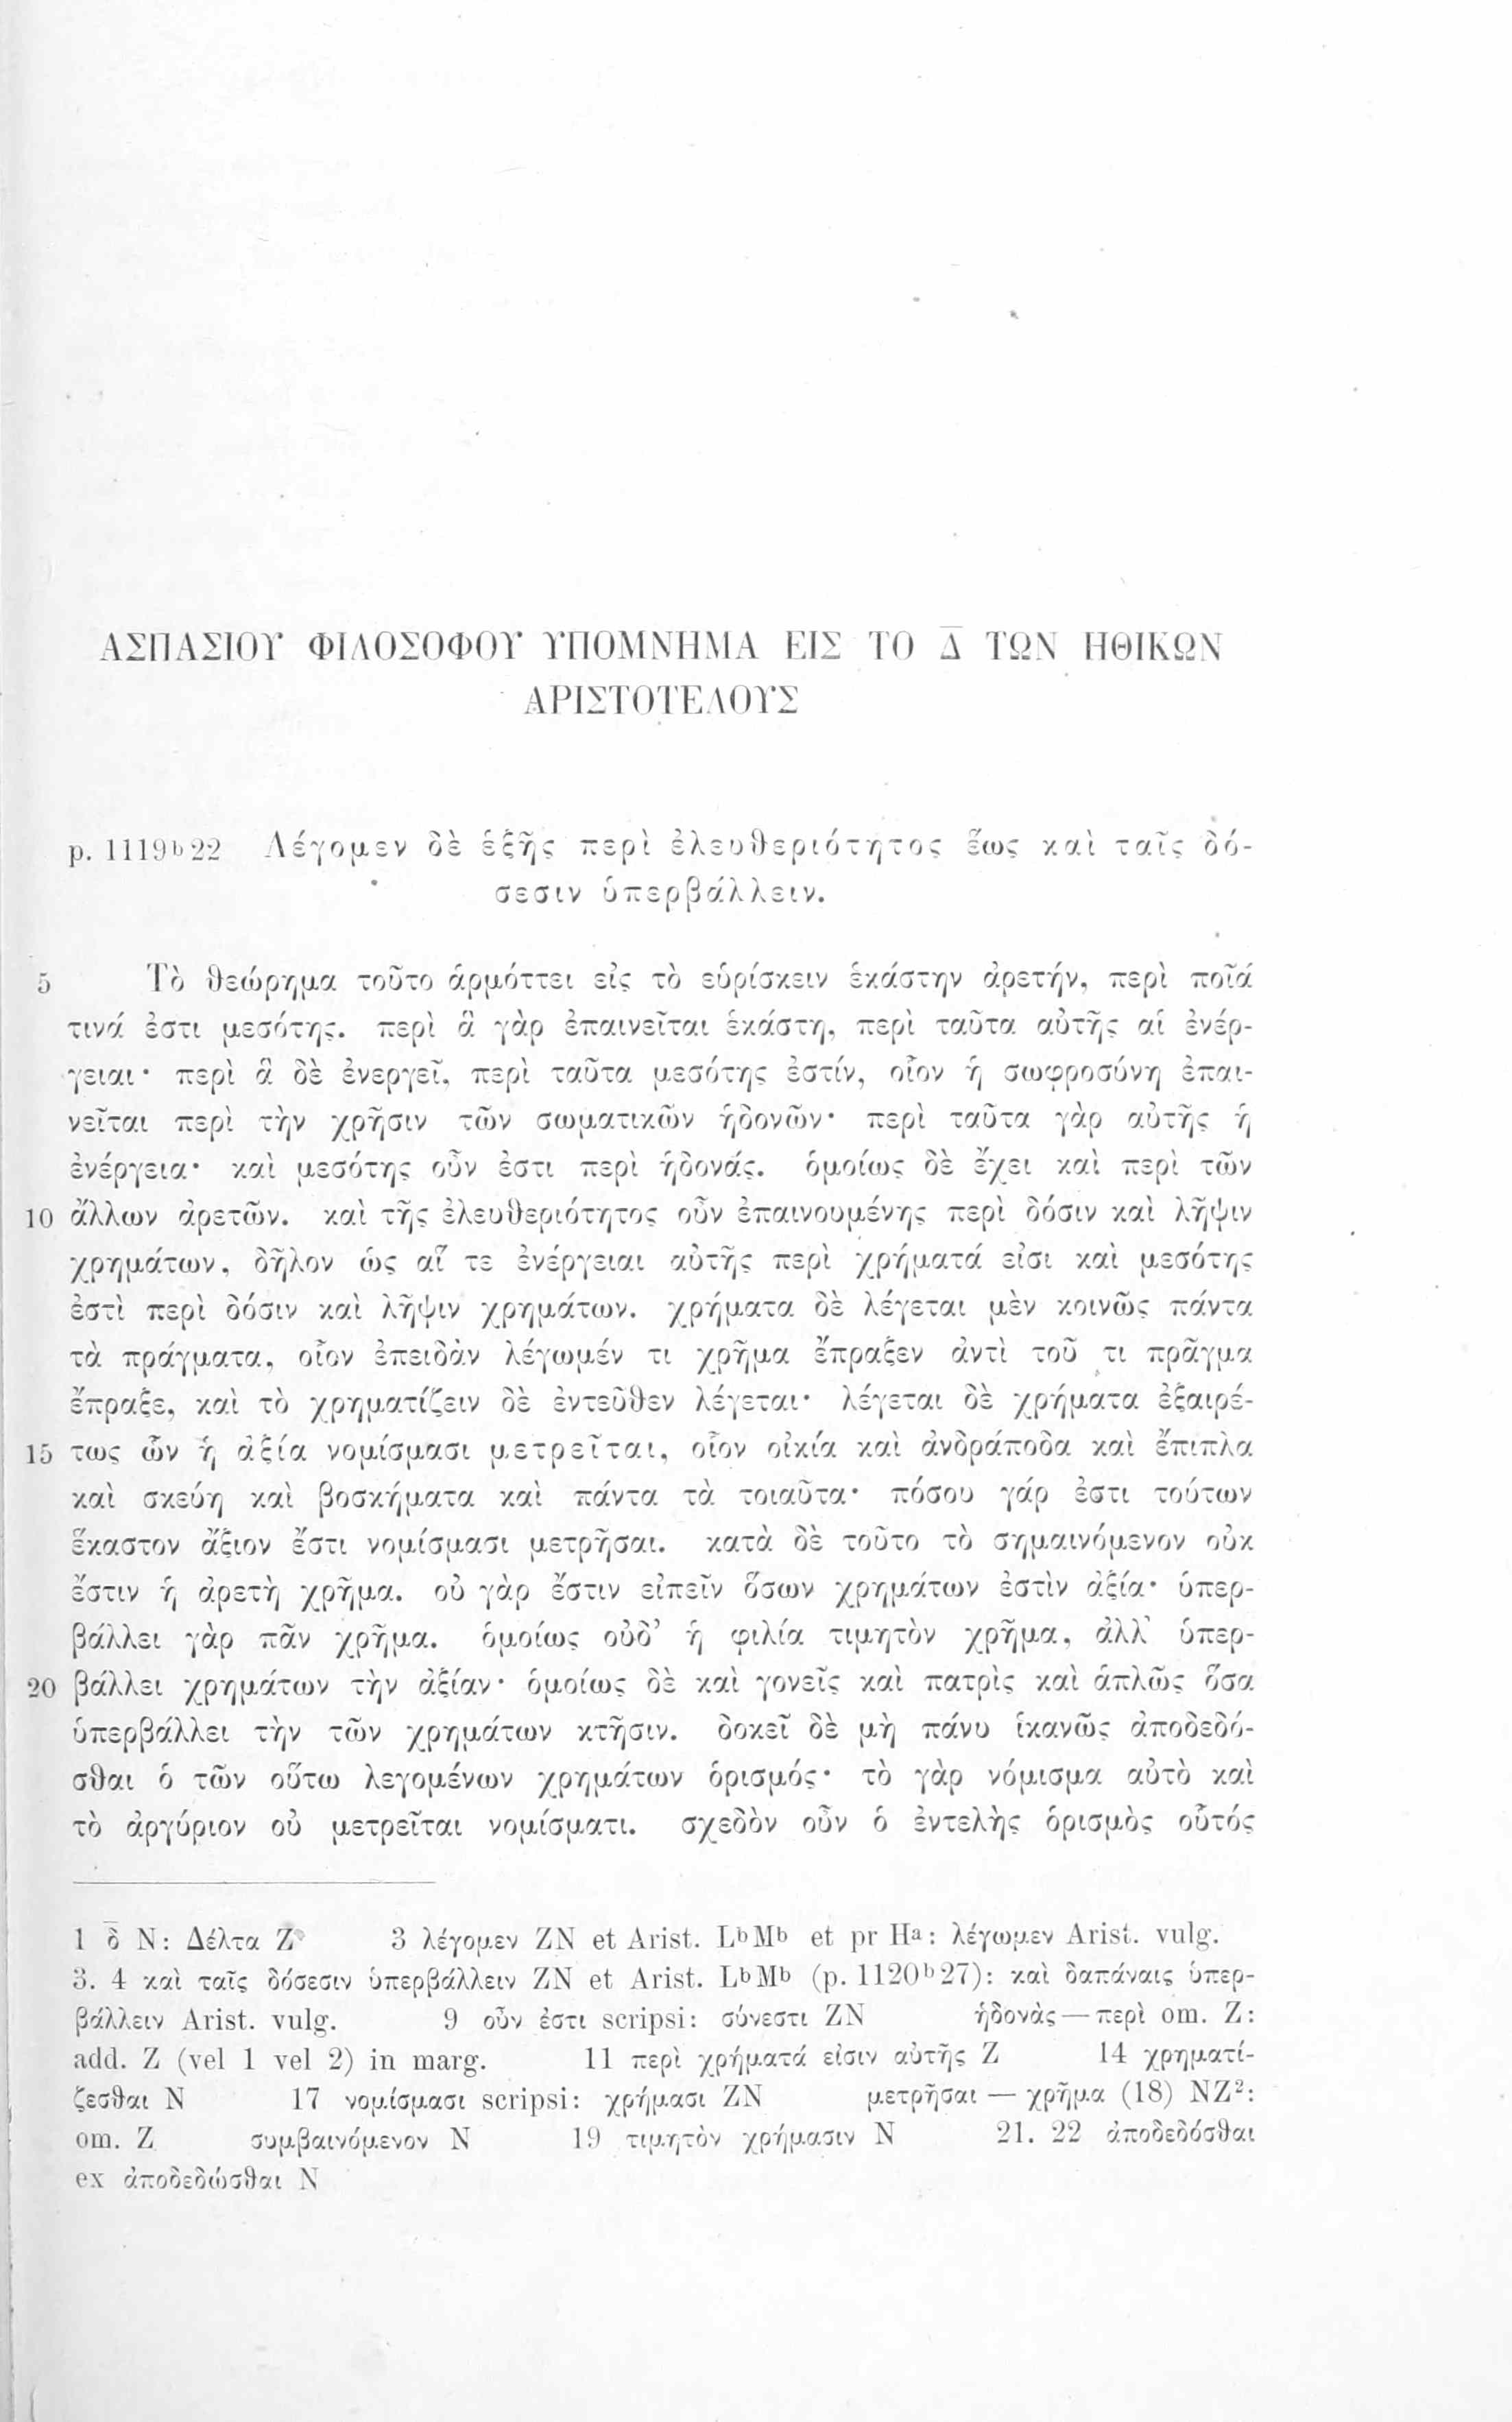 ΑΣΠΑΣΙΟΥ ΦΙΛΟΣΟΦΟΥ ΥΠΟΜΝΗΜΑ ΕΙΣ ΤΟ Δ̅ ΤΩΝ ΗΘΙΚΩΝ
ΑΡΙΣΤΟΤΕΛΟΥΣ
p. 1119ᵇ22 Λέγομεν δὲ ἑξῆς περὶ ἐλευθεριότητος ἕως καὶ ταῖς δό-
σεσιν ὑπερβάλλειν.
5 Τὸ θεώρημα τοῦτο ἁρμόττει εἰς τὸ εὑρίσκειν ἑκάστην ἀρετήν, περὶ ποῖά
τινά ἐστι μεσότης. περὶ ἃ γὰρ ἐπαινεῖται ἑκάστη, περὶ ταῦτα αὐτῆς αἱ ἐνέρ-
γειαι· περὶ ἃ δὲ ἐνεργεῖ, περὶ ταῦτα μεσότης ἐστίν, οἷον ἡ σωφροσύνη ἐπαι-
νεῖται περὶ τὴν χρῆσιν τῶν σωματικῶν ἡδονῶν· περὶ ταῦτα γὰρ αὐτῆς ἡ
ἐνέργεια· καὶ μεσότης οὖν ἐστι περὶ ἡδονάς. ὁμοίως δὲ ἔχει καὶ περὶ τῶν
10 ἄλλων ἀρετῶν. καὶ τῆς ἐλευθεριότητος οὖν ἐπαινουμένης περὶ δόσιν καὶ λῆψιν
χρημάτων, δῆλον ὡς αἵ τε ἐνέργειαι αὐτῆς περὶ χρήματά εἰσι καὶ μεσότης
ἐστὶ περὶ δόσιν καὶ λῆψιν χρημάτων. χρήματα δὲ λέγεται μὲν κοινῶς πάντα
τὰ πράγματα, οἷον ἐπειδὰν λέγωμέν τι χρῆμα ἔπραξεν ἀντὶ τοῦ τι πρᾶγμα
ἔπραξε, καὶ τὸ χρηματίζειν δὲ ἐντεῦθεν λέγεται· λέγεται δὲ χρήματα ἐξαιρέ-
15 τως ὧν ἡ ἀξία νομίσμασι μετρεῖται, οἷον οἰκία καὶ ἀνδράποδα καὶ ἔπιπλα
καὶ σκεύη καὶ βοσκήματα καὶ πάντα τὰ τοιαῦτα· πόσου γάρ ἐστι τούτων
ἕκαστον ἄξιον ἔστι νομίσμασι μετρῆσαι. κατὰ δὲ τοῦτο τὸ σημαινόμενον οὐκ
ἔστιν ἡ ἀρετὴ χρῆμα. οὐ γὰρ ἔστιν εἰπεῖν ὅσων χρημάτων ἐστὶν ἀξία· ὑπερ-
βάλλει γὰρ πᾶν χρῆμα. ὁμοίως οὐδ’ ἡ φιλία τιμητὸν χρῆμα, ἀλλ’ ὑπερ-
20 βάλλει χρημάτων τὴν ἀξίαν· ὁμοίως δὲ καὶ γονεῖς καὶ πατρὶς καὶ ἁπλῶς ὅσα
ὑπερβάλλει τὴν τῶν χρημάτων κτῆσιν. δοκεῖ δὲ μὴ πάνυ ἱκανῶς ἀποδεδό-
σθαι ὁ τῶν οὕτω λεγομένων χρημάτων ὁρισμός· τὸ γὰρ νόμισμα αὐτὸ καὶ
τὸ ἀργύριον οὐ μετρεῖται νομίσματι. σχεδὸν οὖν ὁ ἐντελὴς ὁρισμὸς οὗτός
1 δ̅ N: Δέλτα Z 3 λέγομεν ZN et Arist. LᵇMᵇ et pr Hᵃ: λέγωμεν Arist. vulg.
3. 4 καὶ ταῖς δόσεσιν ὑπερβάλλειν ZN et Arist. LᵇMᵇ (p. 1120ᵇ27): καὶ δαπάναις ὑπερ-
βάλλειν Arist. vulg. 9 οὖν ἐστι scripsi: σύνεστι ZN ἡδονὰς — περὶ om. Z:
add. Z (vel 1 vel 2) in marg. 11 περὶ χρήματά εἰσιν αὐτῆς Z 14 χρηματί-
ζεσθαι N 17 νομίσμασι scripsi: χρήμασι ZN μετρῆσαι — χρῆμα (18) NZ²:
om. Z συμβαινόμενον N 19 τιμητὸν χρήμασιν N 21. 22 ἀποδεδόσθαι
ex ἀποδεδώσθαι N